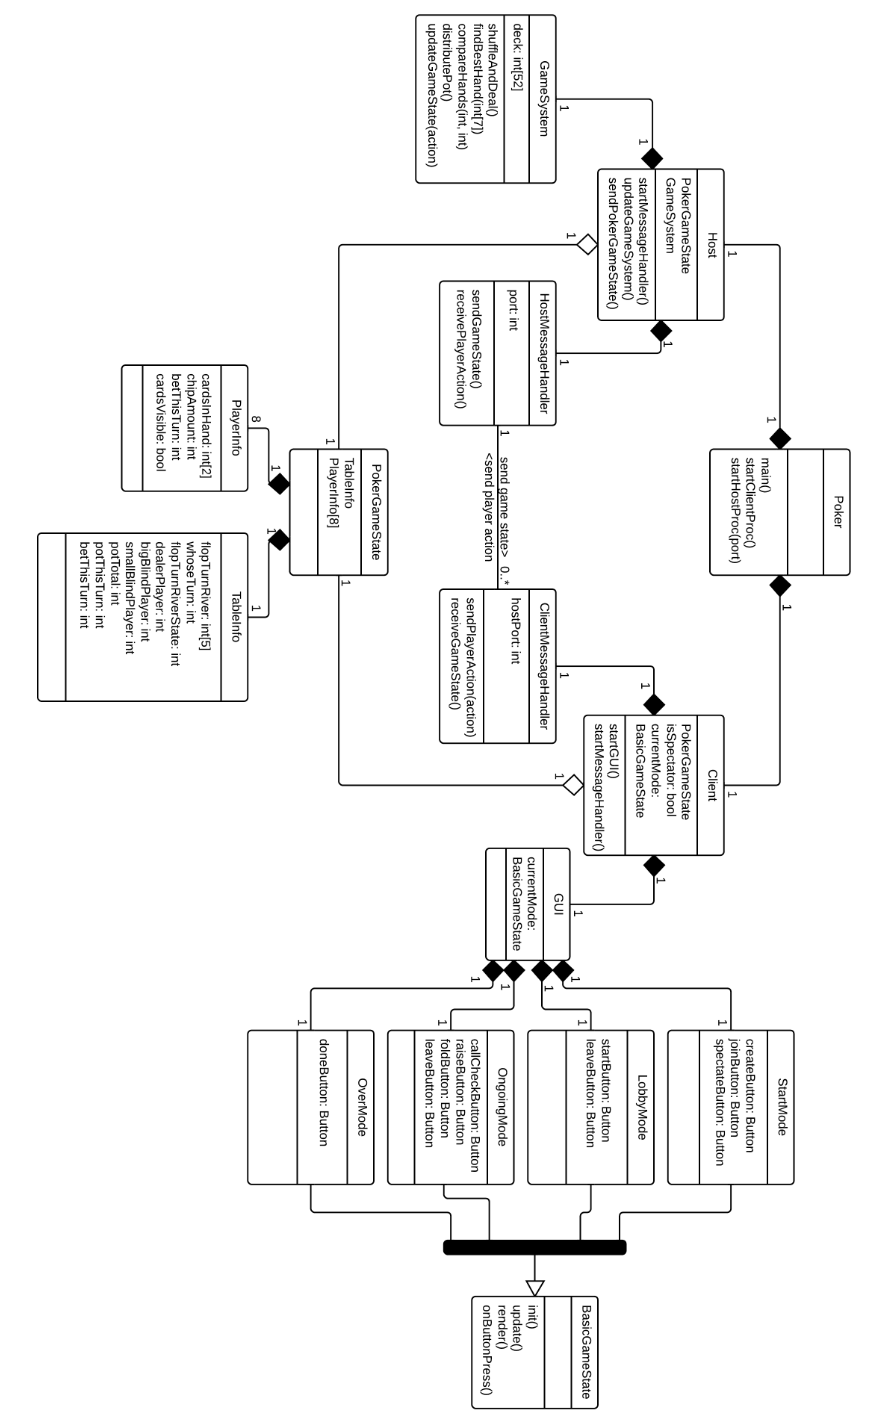 Poker
main()
startClientProc()
startHostProc(port)
1
1
1
1
Host
PokerGameState
GameSystem
startMessageHandler()
updateGameSystem()
sendPokerGameState()
1
1
1
1
1
GameSystem
deck: int[52]
shuffleAndDeal()
findBestHand(int[7])
compareHands(int, int)
distributePot()
updateGameState(action)
HostMessageHandler
port: int
sendGameState()
receivePlayerAction()
1
send game state> 0..*
<send player action
ClientMessageHandler
hostPort: int
sendPlayerAction(action)
receiveGameState()
1
1
Client
PokerGameState
isSpectator: bool
currentMode:
BasicGameState
startGUI()
startMessageHandler()
1
1
1
PokerGameState
TableInfo
PlayerInfo[8]
1
1
1
1
8
1
PlayerInfo
cardsInHand: int[2]
chipAmount: int
betThisTurn: int
cardsVisible: bool
TableInfo
flopTurnRiver: int[5]
whoseTurn: int
flopTurnRiverState: int
dealerPlayer: int
bigBlindPlayer: int
smallBlindPlayer: int
potTotal: int
potThisTurn: int
betThisTurn: int
GUI
currentMode:
BasicGameState
1
1
1
1
1
1
1
1
StartMode
createButton: Button
joinButton: Button
spectateButton: Button
LobbyMode
startButton: Button
leaveButton: Button
OngoingMode
callCheckButton: Button
raiseButton: Button
foldButton: Button
leaveButton: Button
OverMode
doneButton: Button
BasicGameState
init()
update()
render()
onButtonPress()